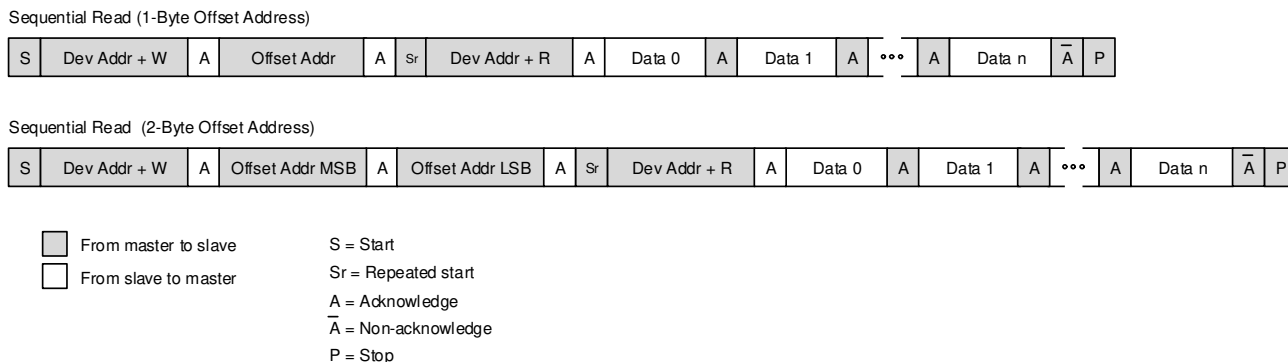 Sequential Read (1-Byte Offset Address)
S Dev Addr + W A Offset Addr A Sr Dev Addr + R A Data 0 A Data 1 A ∘∘∘ A Data n A̅ P
Sequential Read (2-Byte Offset Address)
S Dev Addr + W A Offset Addr MSB A Offset Addr LSB A Sr Dev Addr + R A Data 0 A Data 1 A ∘∘∘ A Data n A̅ P
From master to slave
From slave to master
S = Start
Sr = Repeated start
A = Acknowledge
A̅ = Non-acknowledge
P = Stop